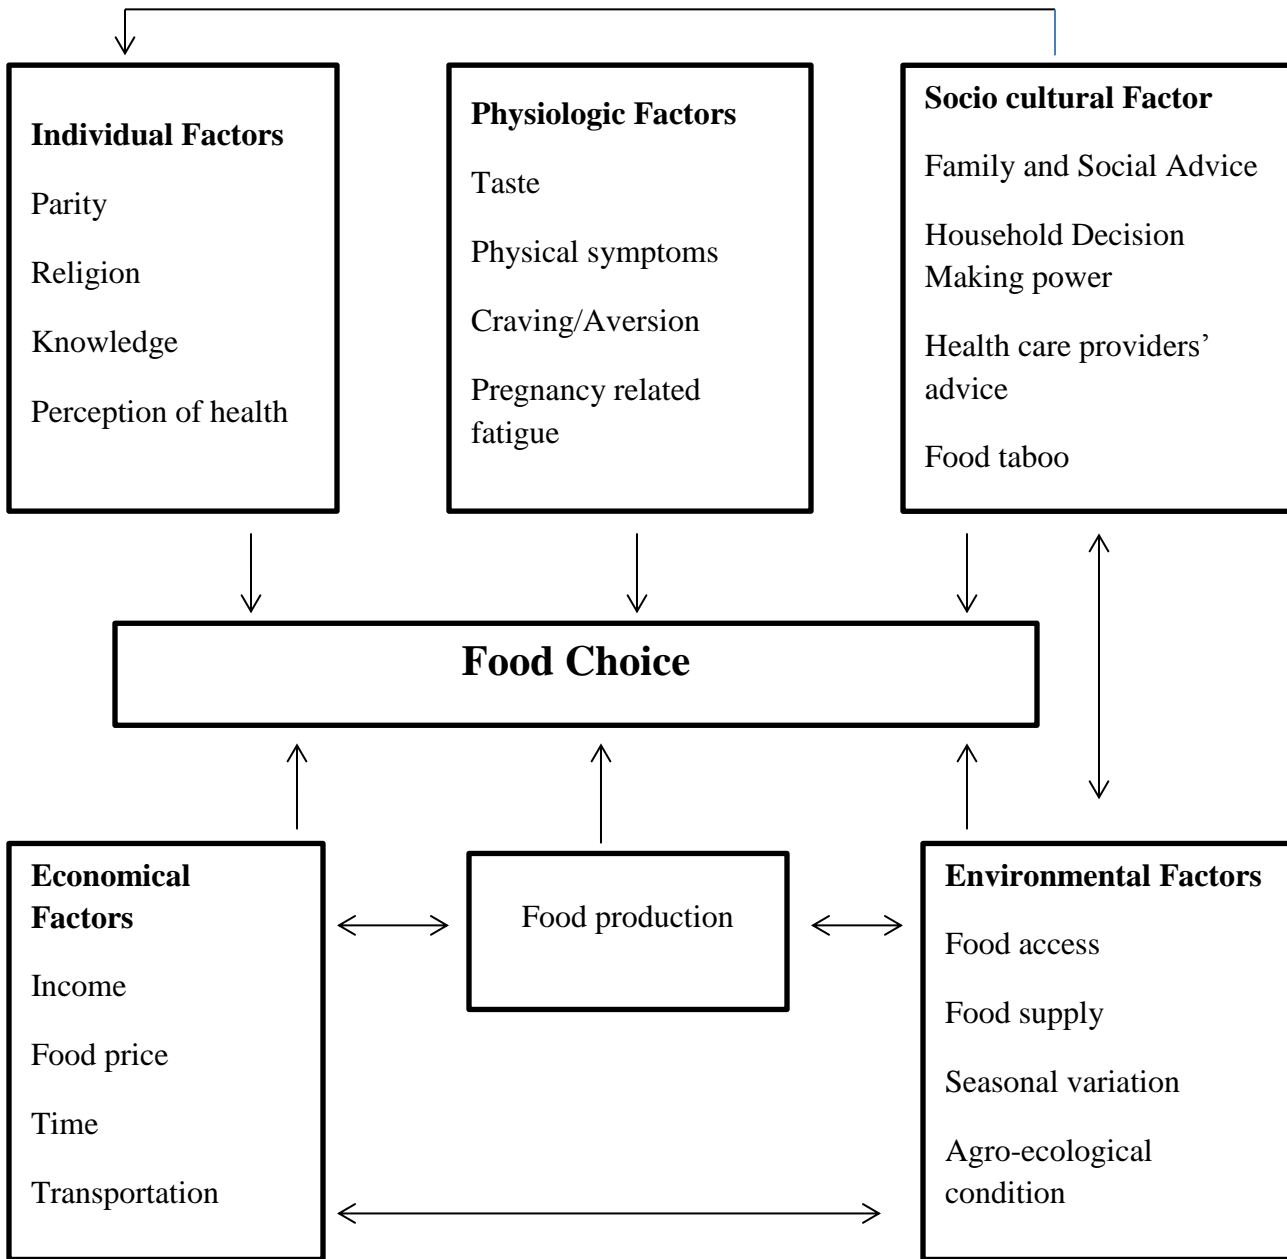 Individual Factors
Parity
Religion
Knowledge
Perception of health
Physiologic Factors
Taste
Physical symptoms
Craving/Aversion
Pregnancy related
fatigue
Socio cultural Factor
Family and Social Advice
Household Decision
Making power
Health care providers’
advice
Food taboo
Food Choice
Economical
Factors
Income
Food price
Time
Transportation
Food production
Environmental Factors
Food access
Food supply
Seasonal variation
Agro-ecological
condition